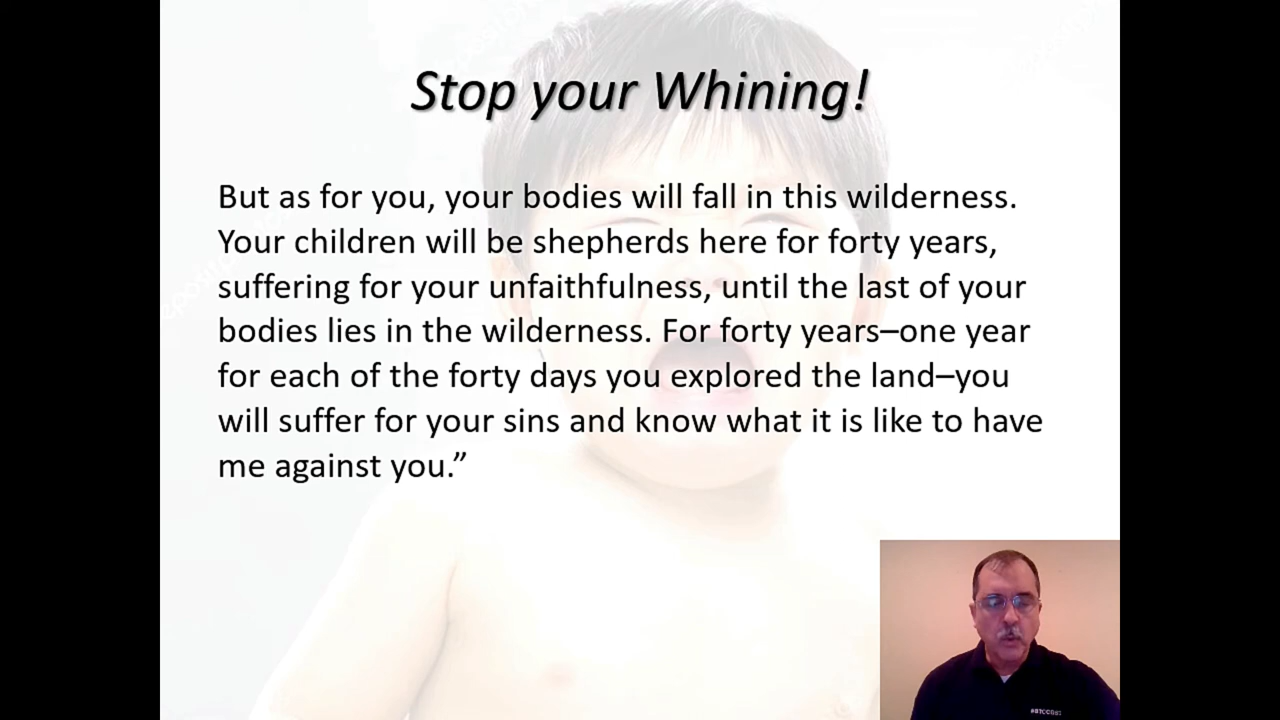 Stop your Whining!
But as for you, your bodies will fall in this wilderness.
Your children will be shepherds here for forty years,
suffering for your unfaithfulness, until the last of your
bodies lies in the wilderness. For forty years–one year
for each of the forty days you explored the land–you
will suffer for your sins and know what it is like to have
me against you.”